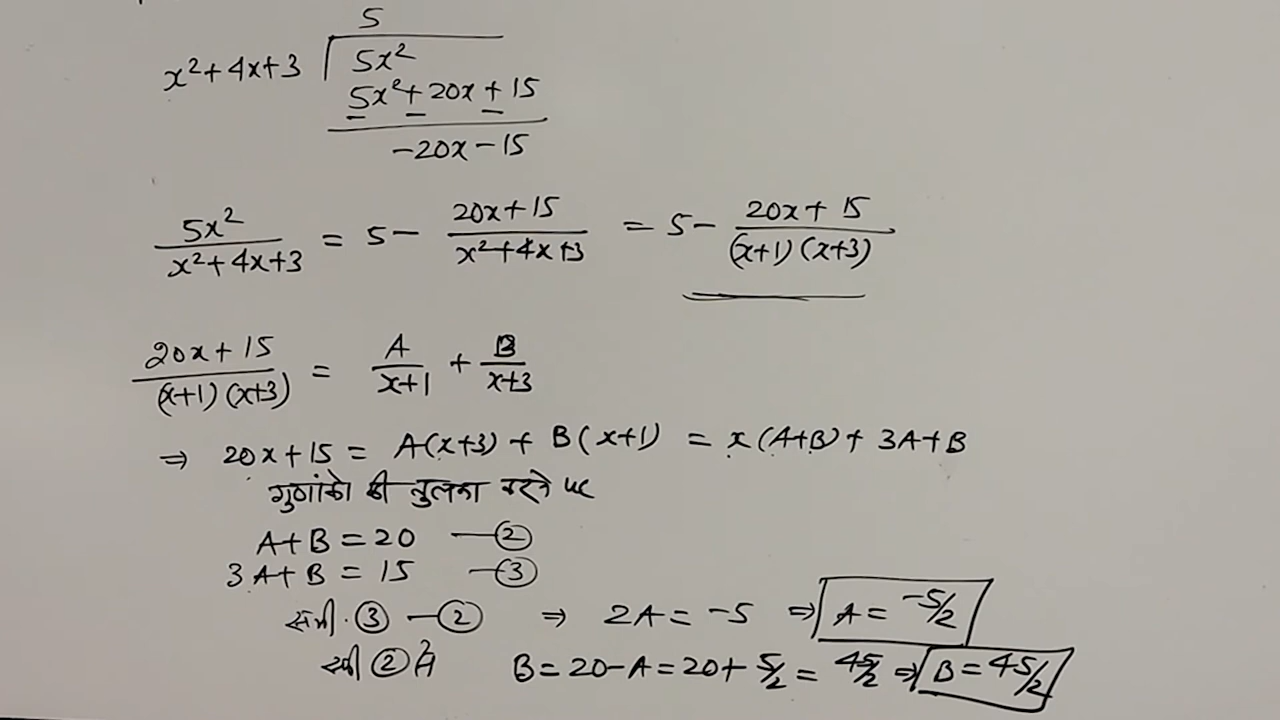 5
x²+4x+3 √5x²
5x²+20x+15
-20x-15
5x²/(x²+4x+3) = 5 - (20x+15)/(x²+4x+3) = 5 - (20x+15)/((x+1)(x+3))
(20x+15)/((x+1)(x+3)) = A/(x+1) + B/(x+3)
⇒ 20x+15 = A(x+3) + B(x+1) = x(A+B) + 3A+B
गुणांको की तुलना करने पर
A+B = 20 —②
3A+B = 15 —③
समी. ③ — ② ⇒ 2A = -5 ⇒ A = -5/2
समी ② से B = 20-A = 20+5/2 = 45/2 ⇒ B = 45/2